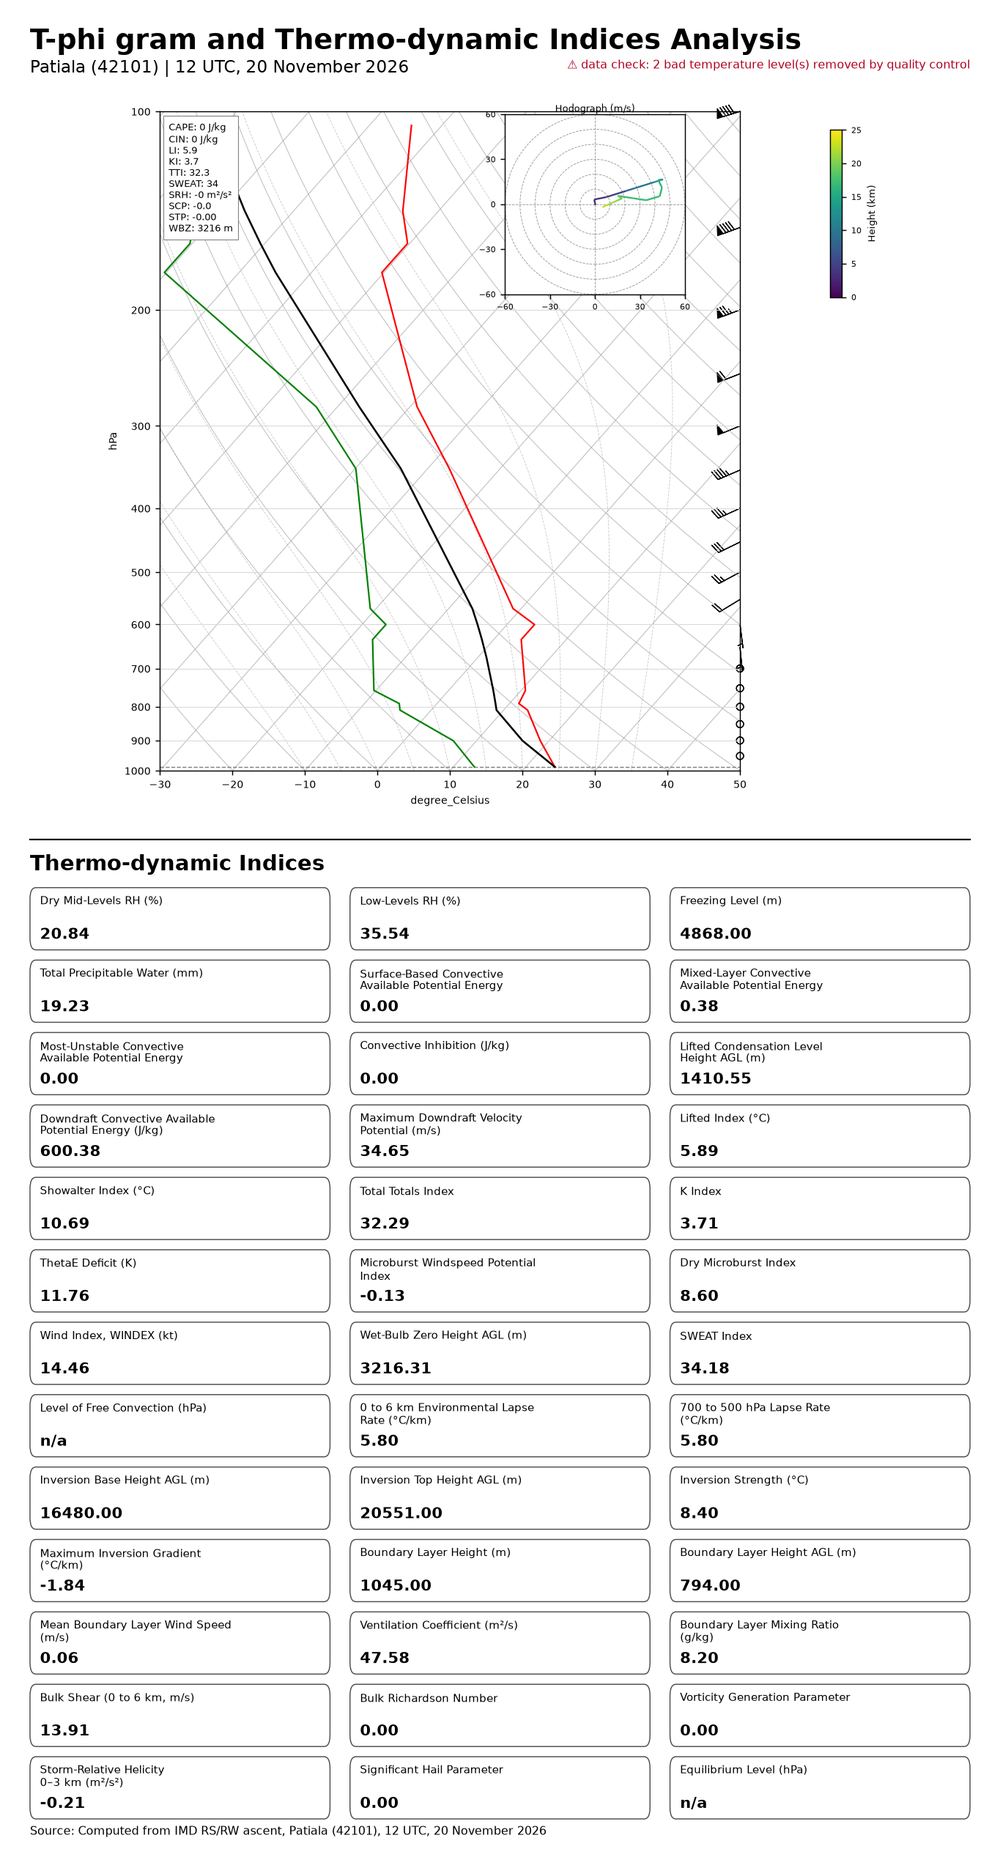 T-phi gram and Thermo-dynamic Indices Analysis
Patiala (42101) | 12 UTC, 20 November 2026
⚠ data check: 2 bad temperature level(s) removed by quality control
CAPE: 0 J/kg
CIN: 0 J/kg
LI: 5.9
KI: 3.7
TTI: 32.3
SWEAT: 34
SRH: -0 m²/s²
SCP: -0.0
STP: -0.00
WBZ: 3216 m
Hodograph (m/s)
60
30
0
−30
−60
−60 −30 0 30 60
25
20
15
10
5
0
Height (km)
100
200
300
400
500
600
700
800
900
1000
hPa
−30 −20 −10 0 10 20 30 40 50
degree_Celsius
Thermo-dynamic Indices
Dry Mid-Levels RH (%)
20.84
Low-Levels RH (%)
35.54
Freezing Level (m)
4868.00
Total Precipitable Water (mm)
19.23
Surface-Based Convective
Available Potential Energy
0.00
Mixed-Layer Convective
Available Potential Energy
0.38
Most-Unstable Convective
Available Potential Energy
0.00
Convective Inhibition (J/kg)
0.00
Lifted Condensation Level
Height AGL (m)
1410.55
Downdraft Convective Available
Potential Energy (J/kg)
600.38
Maximum Downdraft Velocity
Potential (m/s)
34.65
Lifted Index (°C)
5.89
Showalter Index (°C)
10.69
Total Totals Index
32.29
K Index
3.71
ThetaE Deficit (K)
11.76
Microburst Windspeed Potential
Index
-0.13
Dry Microburst Index
8.60
Wind Index, WINDEX (kt)
14.46
Wet-Bulb Zero Height AGL (m)
3216.31
SWEAT Index
34.18
Level of Free Convection (hPa)
n/a
0 to 6 km Environmental Lapse
Rate (°C/km)
5.80
700 to 500 hPa Lapse Rate
(°C/km)
5.80
Inversion Base Height AGL (m)
16480.00
Inversion Top Height AGL (m)
20551.00
Inversion Strength (°C)
8.40
Maximum Inversion Gradient
(°C/km)
-1.84
Boundary Layer Height (m)
1045.00
Boundary Layer Height AGL (m)
794.00
Mean Boundary Layer Wind Speed
(m/s)
0.06
Ventilation Coefficient (m²/s)
47.58
Boundary Layer Mixing Ratio
(g/kg)
8.20
Bulk Shear (0 to 6 km, m/s)
13.91
Bulk Richardson Number
0.00
Vorticity Generation Parameter
0.00
Storm-Relative Helicity
0–3 km (m²/s²)
-0.21
Significant Hail Parameter
0.00
Equilibrium Level (hPa)
n/a
Source: Computed from IMD RS/RW ascent, Patiala (42101), 12 UTC, 20 November 2026